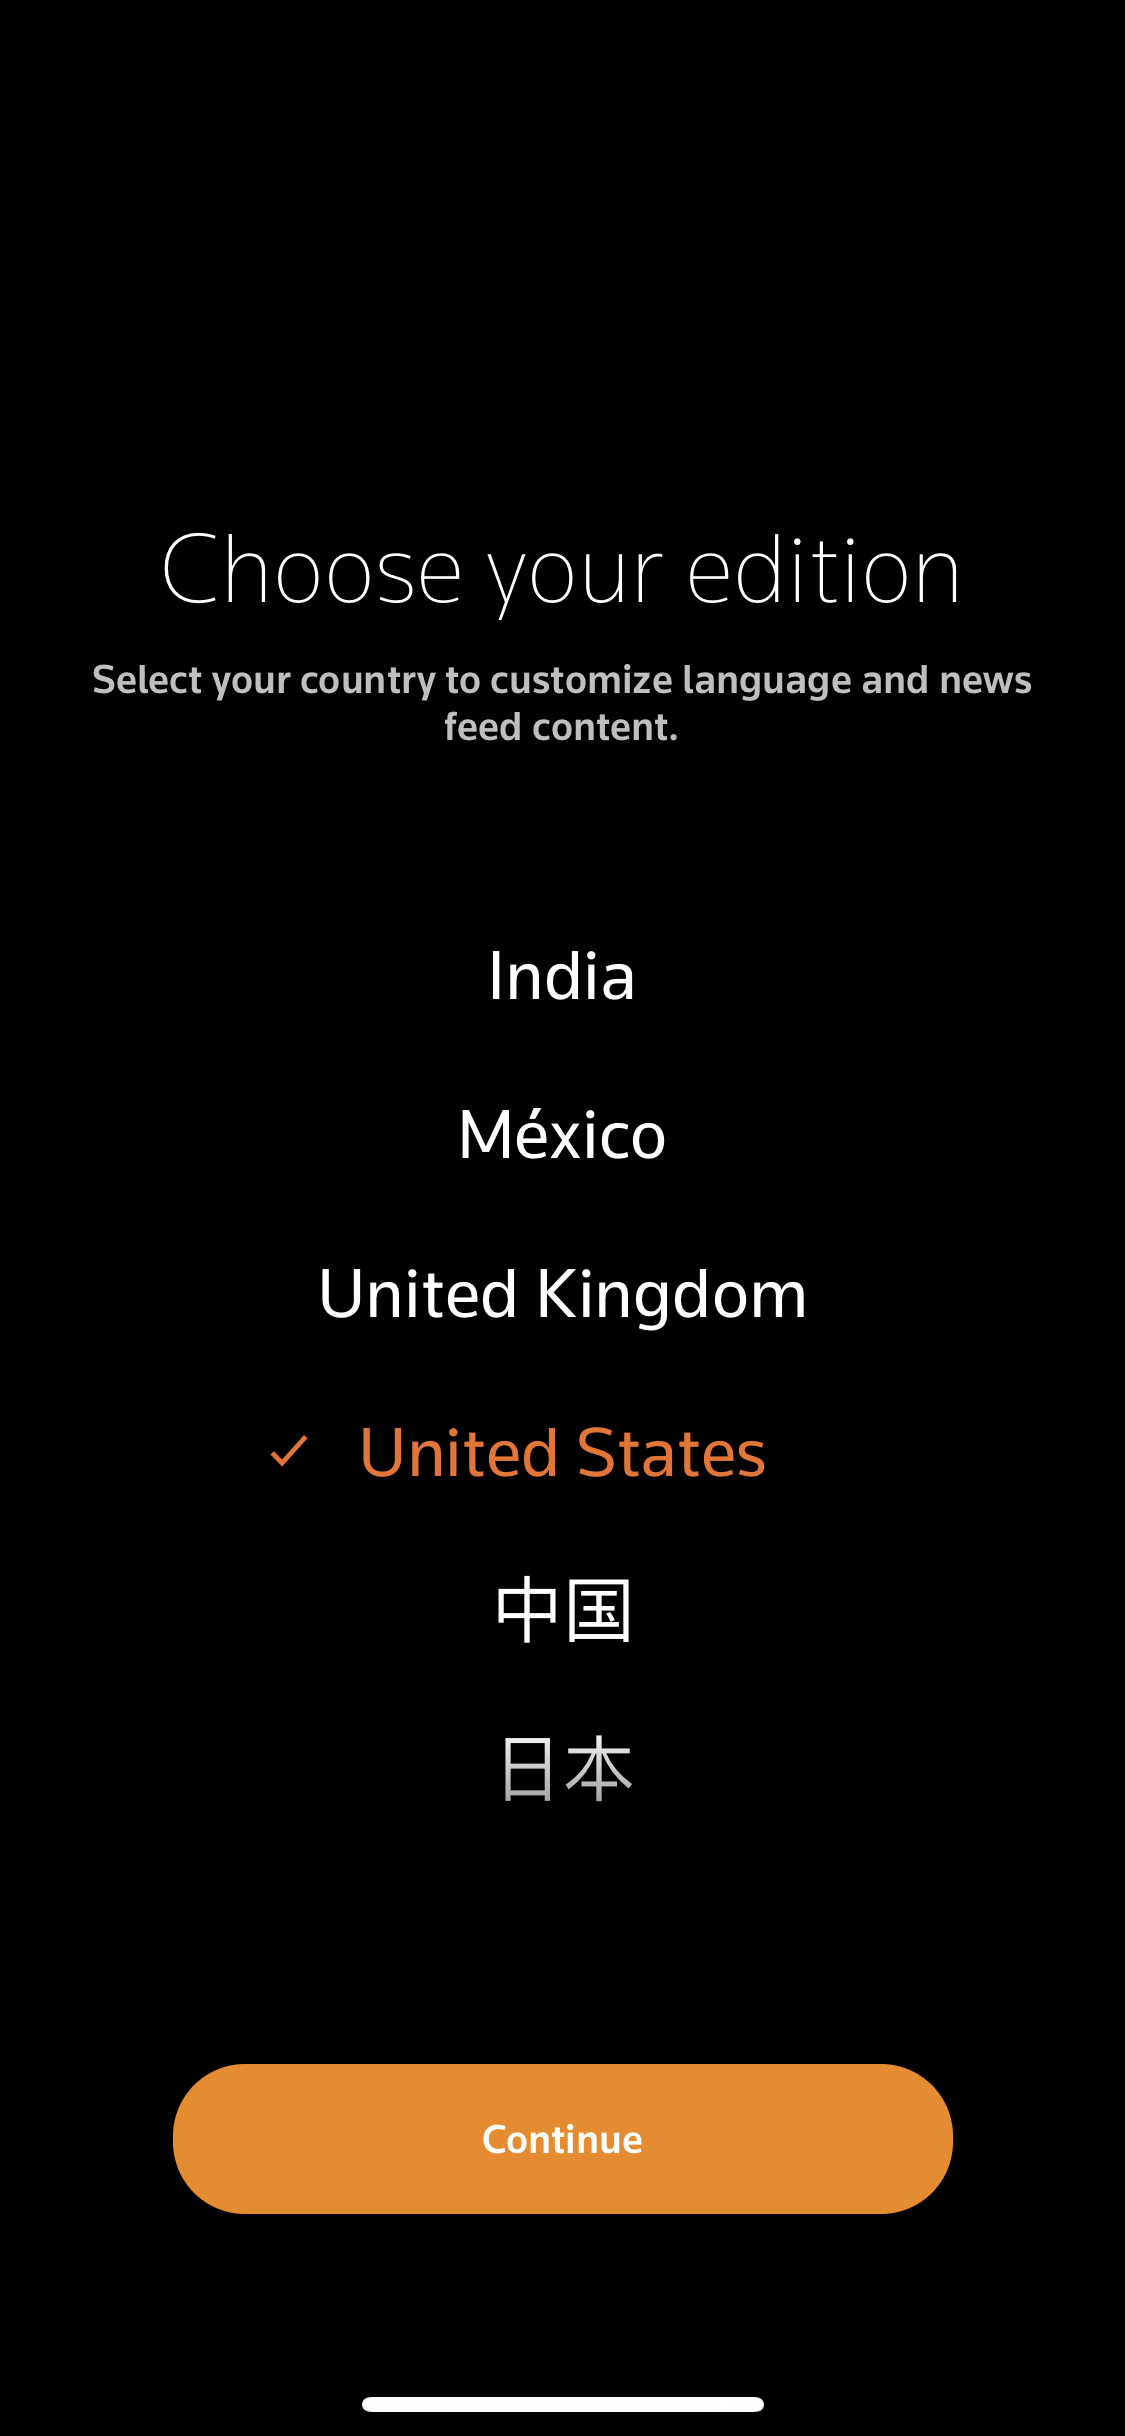 Choose your edition
Select your country to customize language and news
feed content.
India
México
United Kingdom
United States
中国
日本
Continue